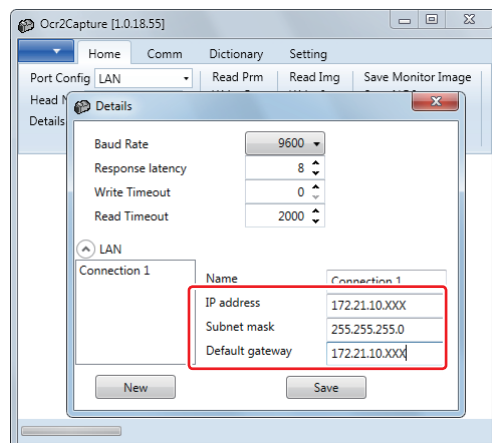 Ocr2Capture [1.0.18.55]
Home Comm Dictionary Setting
Port Config LAN Read Prm Read Img Save Monitor Image
Head
Details
Details
Baud Rate 9600
Response latency 8
Write Timeout 0
Read Timeout 2000
LAN
Connection 1
Name Connection 1
IP address 172.21.10.XXX
Subnet mask 255.255.255.0
Default gateway 172.21.10.XXX
New Save